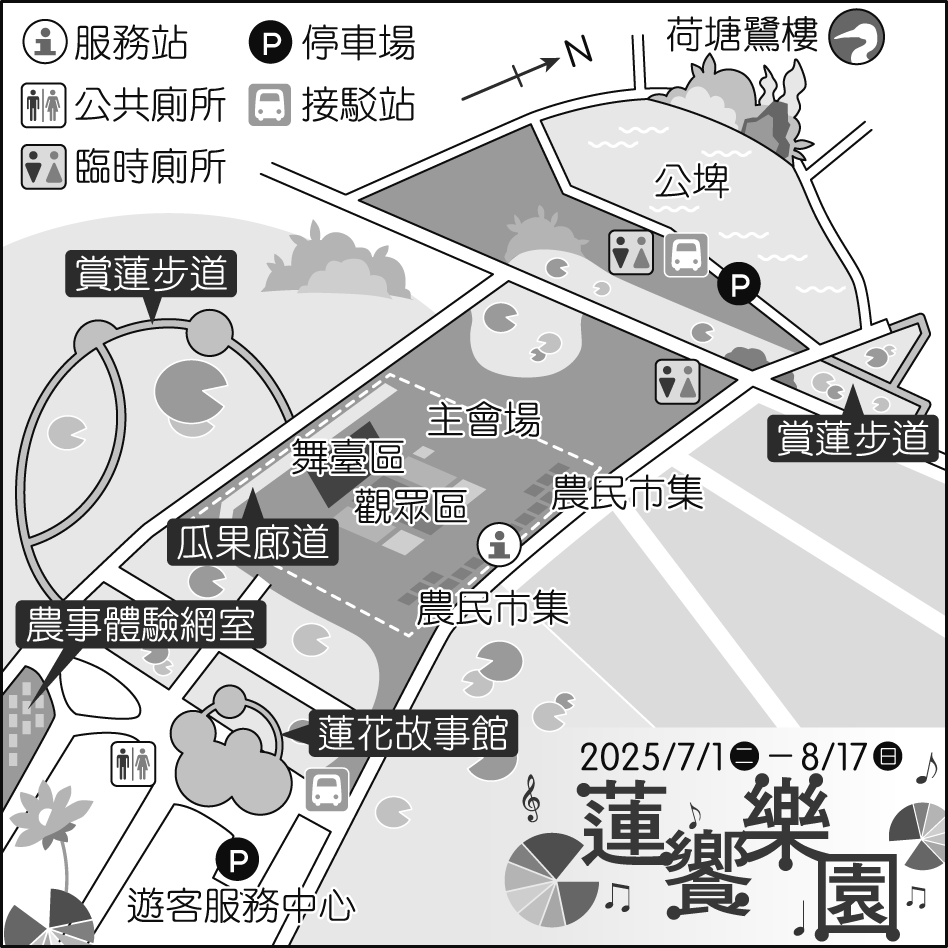 服務站
P 停車場
N
荷塘鷺樓
公共廁所
接駁站
臨時廁所
公埤
P
賞蓮步道
主會場
賞蓮步道
舞臺區
觀眾區
農民市集
瓜果廊道
農民市集
農事體驗網室
蓮花故事館
P
遊客服務中心
2025/7/1二－8/17日
蓮饗樂園